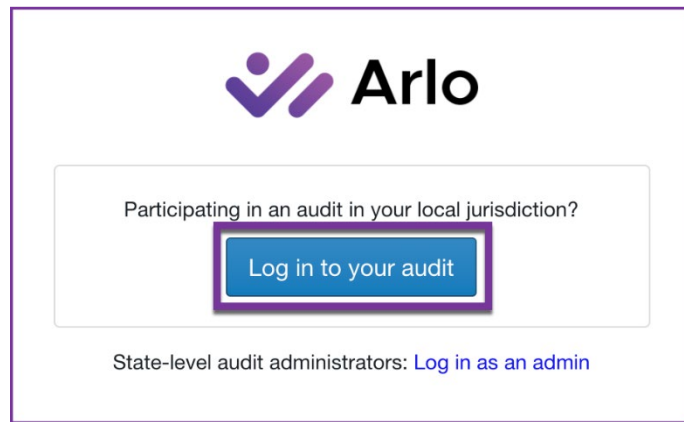 Arlo
Participating in an audit in your local jurisdiction?
Log in to your audit
State-level audit administrators: Log in as an admin